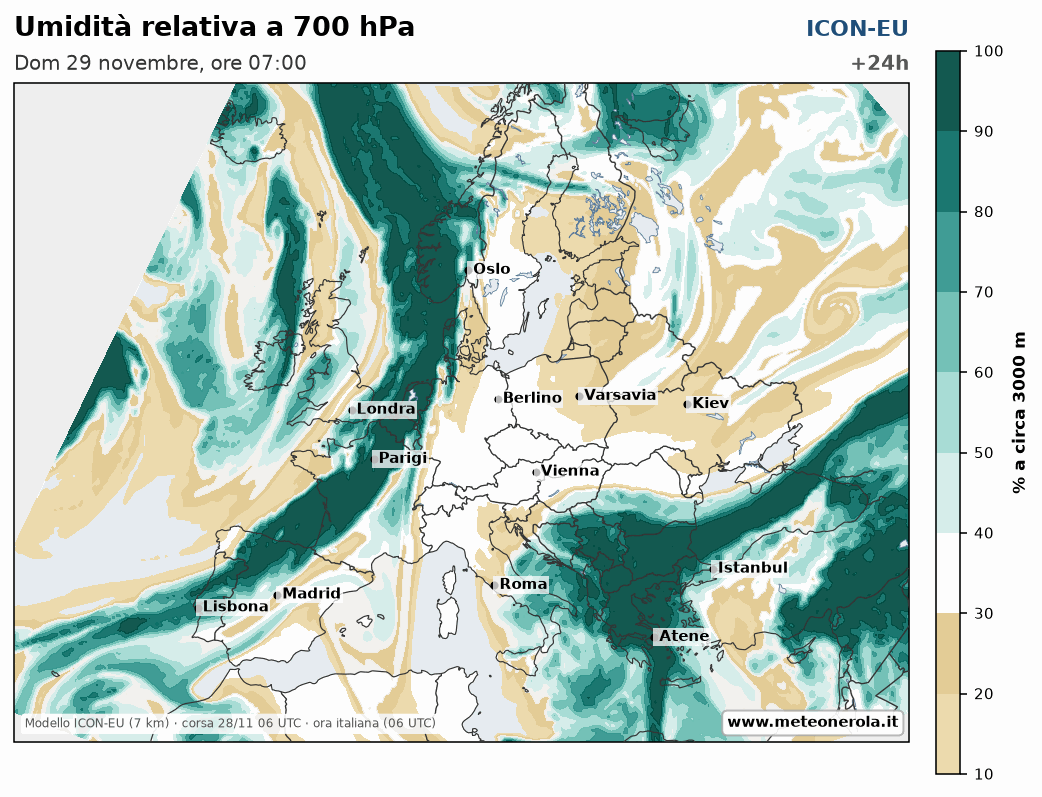 Umidità relativa a 700 hPa
ICON-EU
Dom 29 novembre, ore 07:00
+24h
100
90
80
70
60
50
40
30
20
10
% a circa 3000 m
Oslo
Londra
Berlino
Varsavia
Kiev
Parigi
Vienna
Istanbul
Roma
Madrid
Lisbona
Atene
Modello ICON-EU (7 km) · corsa 28/11 06 UTC · ora italiana (06 UTC)
www.meteonerola.it